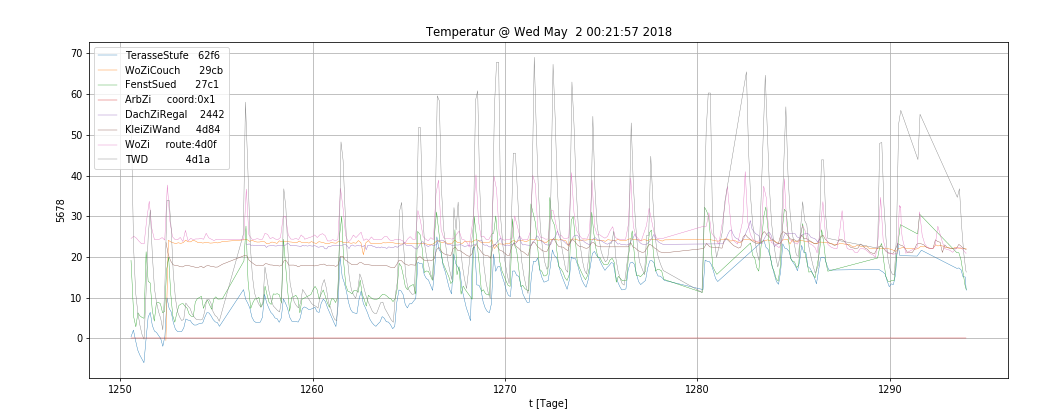 Temperatur @ Wed May  2 00:21:57 2018
70
60
50
40
30
20
10
0
5678
TerasseStufe   62f6
WoZiCouch      29cb
FenstSued      27c1
ArbZi     coord:0x1
DachZiRegal    2442
KleiZiWand     4d84
WoZi     route:4d0f
TWD            4d1a
1250
1260
1270
1280
1290
t [Tage]